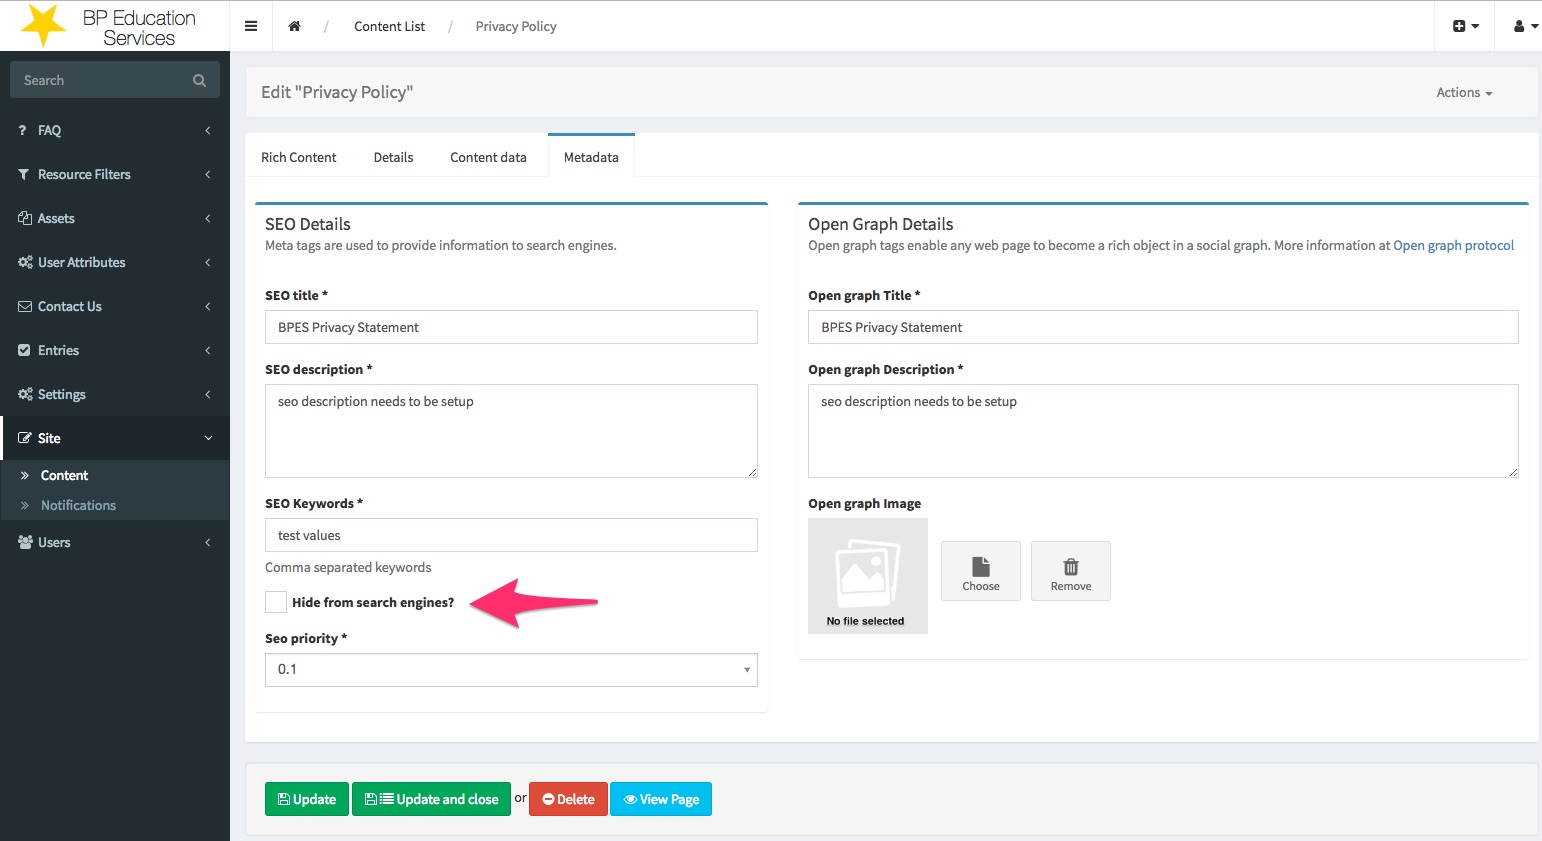 BP Education
Services
Content List / Privacy Policy
Search
FAQ
Resource Filters
Assets
User Attributes
Contact Us
Entries
Settings
Site
Content
Notifications
Users
Edit "Privacy Policy"
Actions
Rich Content Details Content data Metadata
SEO Details
Meta tags are used to provide information to search engines.
SEO title *
BPES Privacy Statement
SEO description *
seo description needs to be setup
SEO Keywords *
test values
Comma separated keywords
Hide from search engines?
Seo priority *
0.1
Open Graph Details
Open graph tags enable any web page to become a rich object in a social graph. More information at Open graph protocol
Open graph Title *
BPES Privacy Statement
Open graph Description *
seo description needs to be setup
Open graph Image
No file selected
Choose
Remove
Update Update and close or Delete View Page